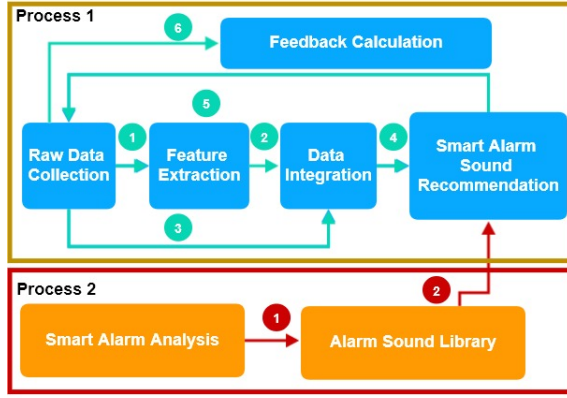 Process 1
6
Feedback Calculation
5
1
2
4
Raw Data
Collection
Feature
Extraction
Data
Integration
Smart Alarm
Sound
Recommendation
3
Process 2
2
1
Smart Alarm Analysis
Alarm Sound Library